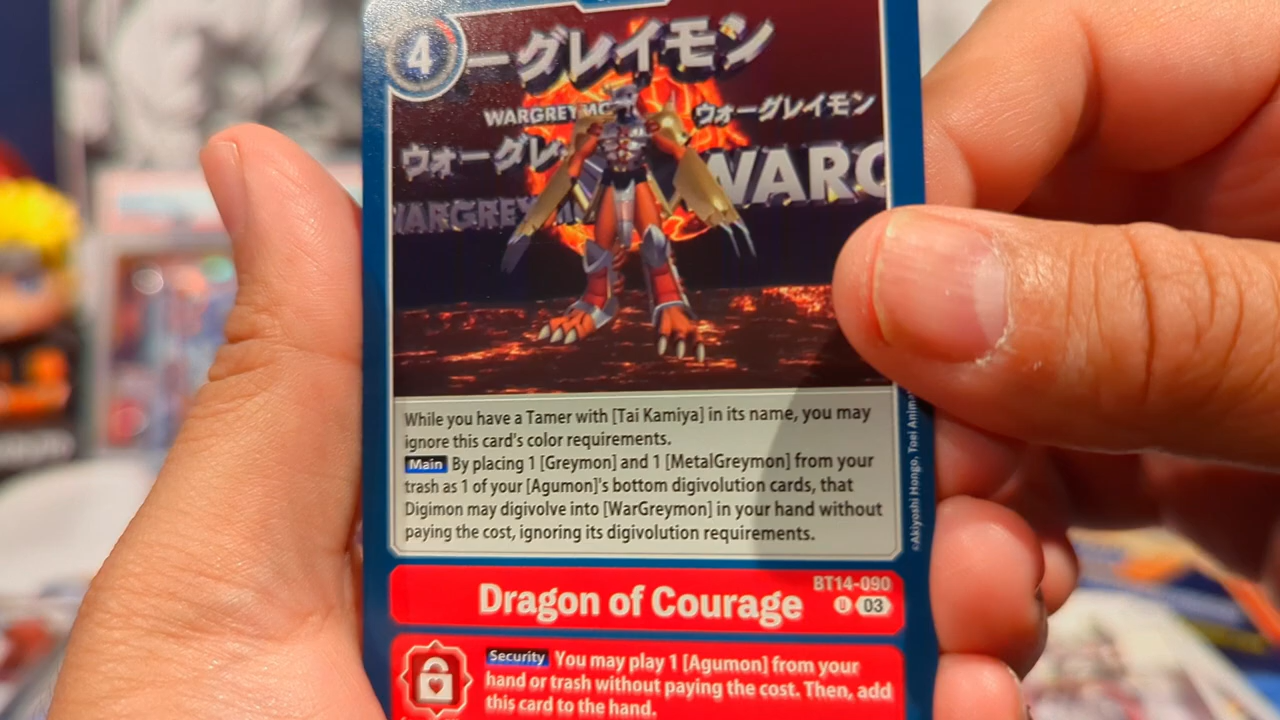 4
ーグレイモン
WARGREYMO
ウォーグレイモン
ウォーグレ
WARG
WARGREY
While you have a Tamer with [Tai Kamiya] in its name, you may
ignore this card's color requirements.
Main By placing 1 [Greymon] and 1 [MetalGreymon] from your
trash as 1 of your [Agumon]'s bottom digivolution cards, that
Digimon may digivolve into [WarGreymon] in your hand without
paying the cost, ignoring its digivolution requirements.
©Akiyoshi Hongo, Toei Anima
BT14-090
Dragon of Courage
U 03
Security You may play 1 [Agumon] from your
hand or trash without paying the cost. Then, add
this card to the hand.